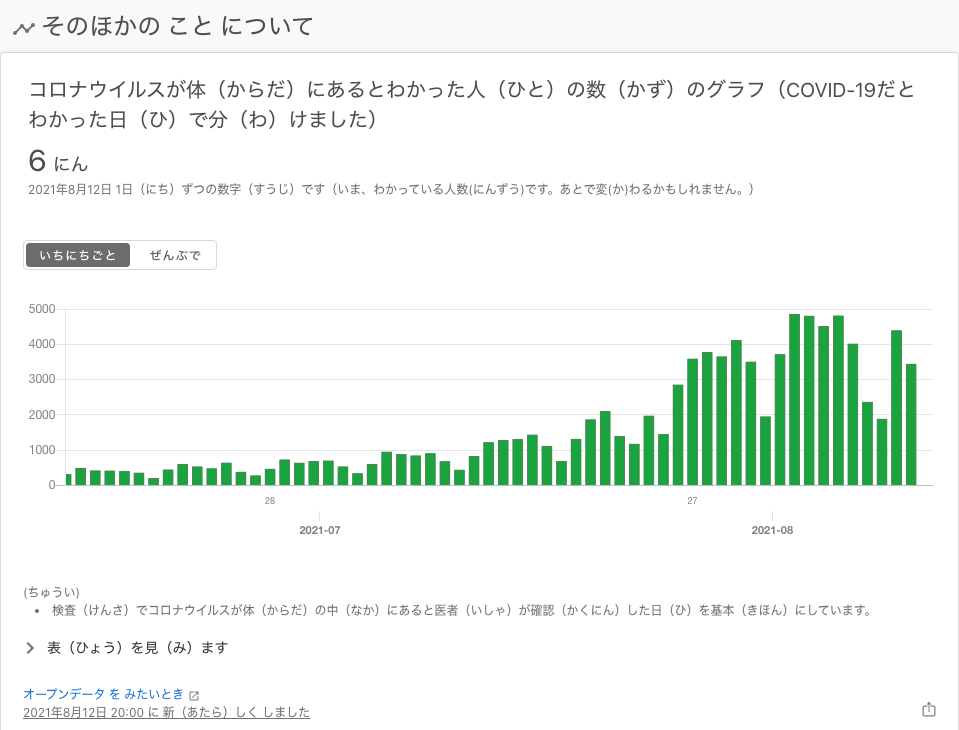 そのほかの こと について
コロナウイルスが体（からだ）にあるとわかった人（ひと）の数（かず）のグラフ（COVID-19だと
わかった日（ひ）で分（わ）けました）
6 にん
2021年8月12日 1日（にち）ずつの数字（すうじ）です（いま、わかっている人数(にんずう)です。あとで変(か)わるかもしれません。）
いちにちごと ぜんぶで
5000
4000
3000
2000
1000
0
28 27
2021-07 2021-08
(ちゅうい)
• 検査（けんさ）でコロナウイルスが体（からだ）の中（なか）にあると医者（いしゃ）が確認（かくにん）した日（ひ）を基本（きほん）にしています。
表（ひょう）を見（み）ます
オープンデータ を みたいとき
2021年8月12日 20:00 に 新（あたら）しく しました